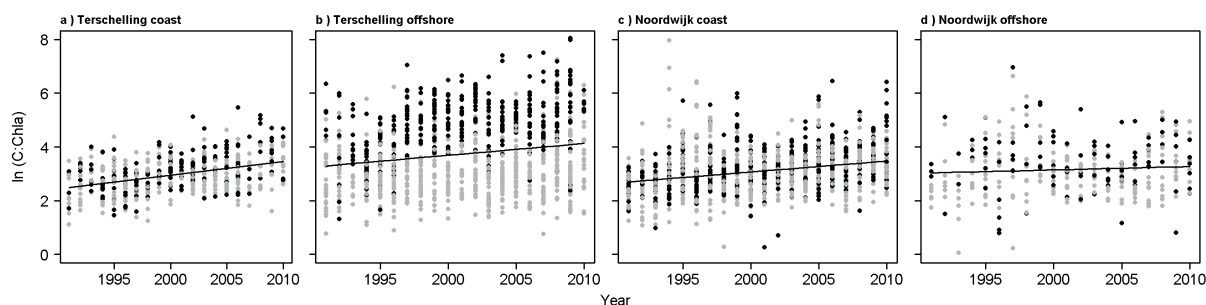 a ) Terschelling coast
b ) Terschelling offshore
c ) Noordwijk coast
d ) Noordwijk offshore
ln (C:Chla)
8
6
4
2
0
1995 2000 2005 2010
1995 2000 2005 2010
1995 2000 2005 2010
1995 2000 2005 2010
Year